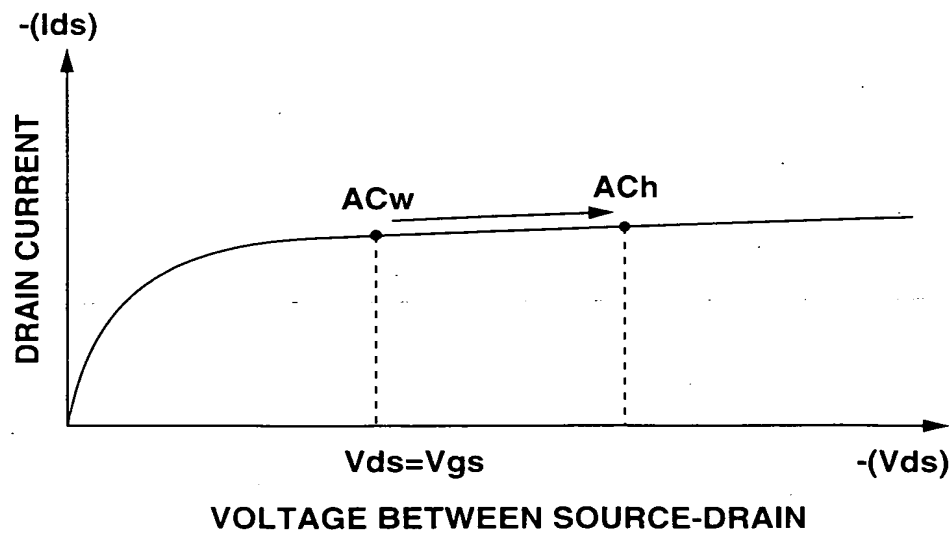 -(Ids)
DRAIN CURRENT
ACw
ACh
Vds=Vgs
-(Vds)
VOLTAGE BETWEEN SOURCE-DRAIN